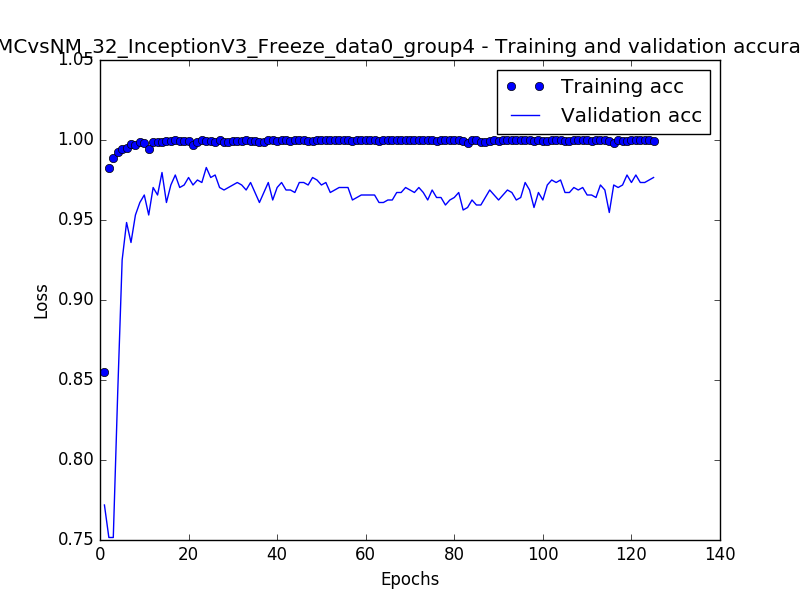 MCvsNM_32_InceptionV3_Freeze_data0_group4 - Training and validation accura
1.05
Training acc
Validation acc
1.00
0.95
0.90
Loss
0.85
0.80
0.75
0 20 40 60 80 100 120 140
Epochs